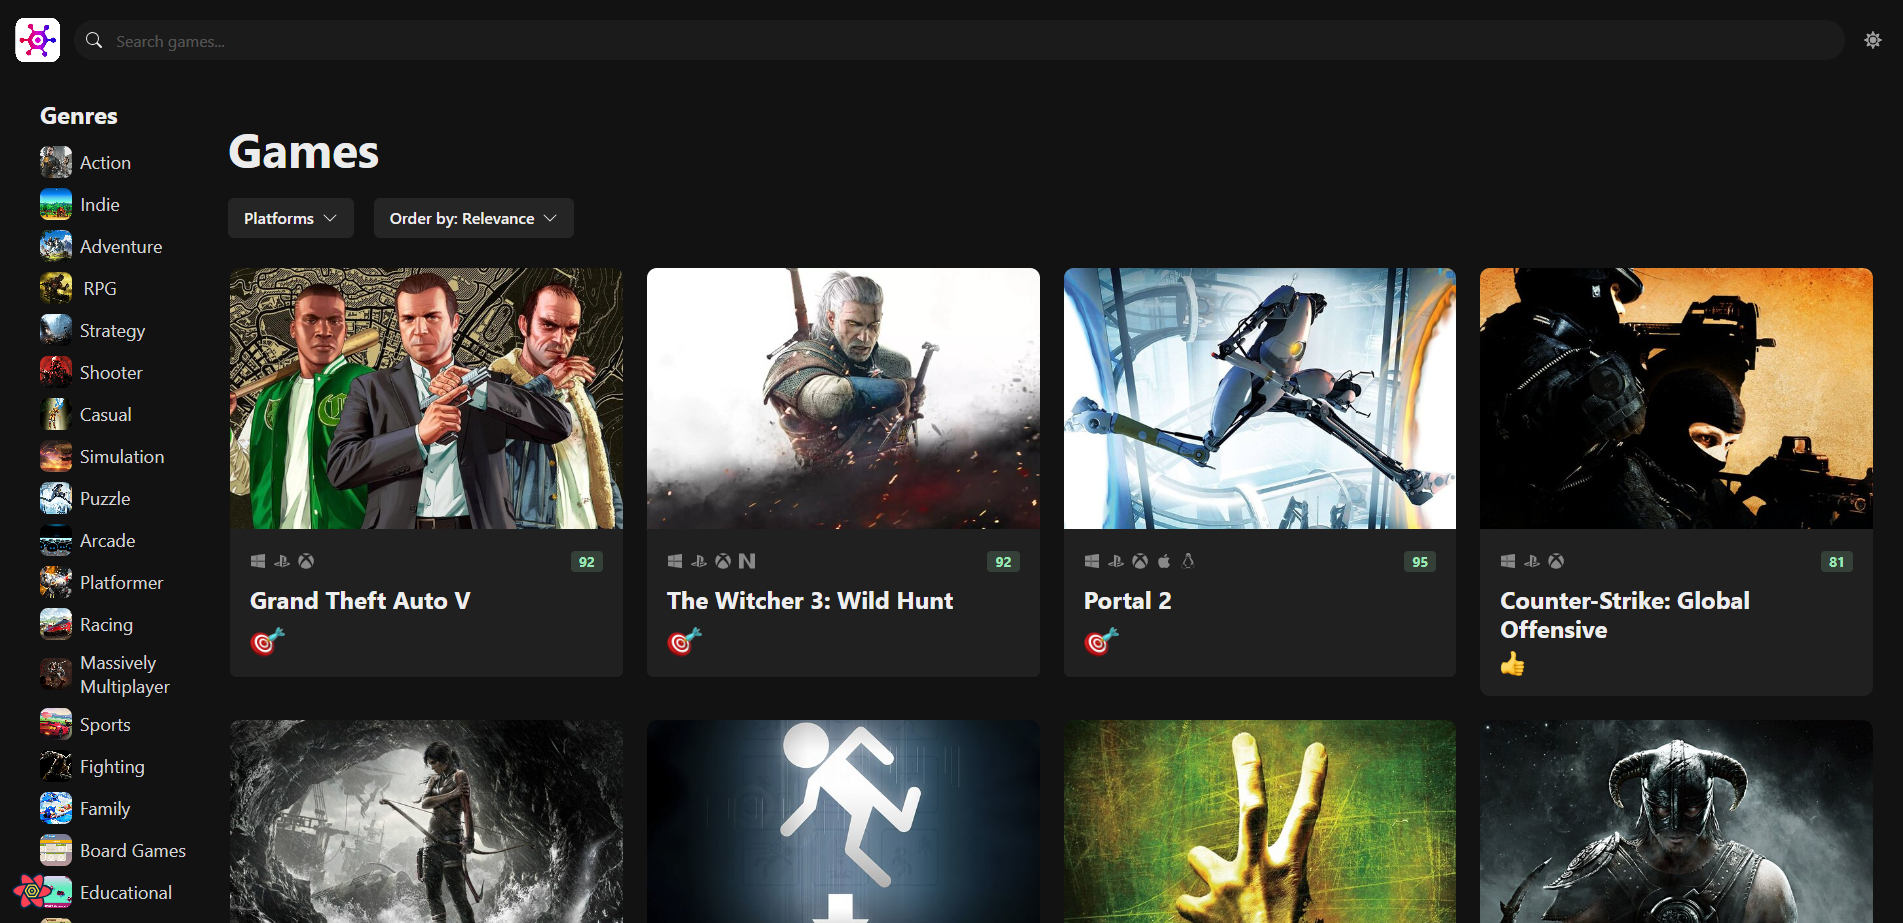 Search games...
Genres
Action
Indie
Adventure
RPG
Strategy
Shooter
Casual
Simulation
Puzzle
Arcade
Platformer
Racing
Massively
Multiplayer
Sports
Fighting
Family
Board Games
Educational
Games
Platforms
Order by: Relevance
92
Grand Theft Auto V
92
The Witcher 3: Wild Hunt
95
Portal 2
81
Counter-Strike: Global
Offensive